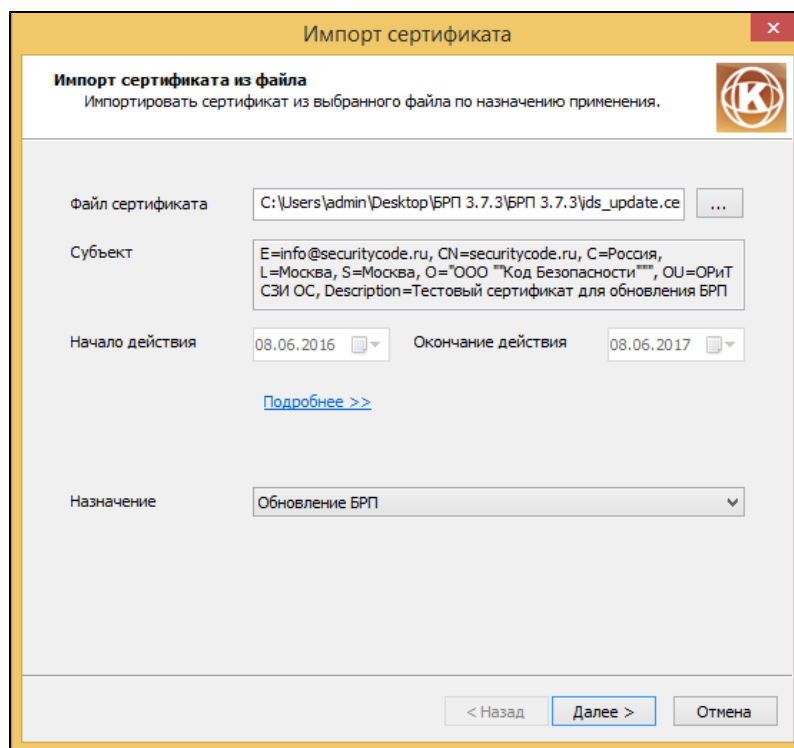 Импорт сертификата
Импорт сертификата из файла
Импортировать сертификат из выбранного файла по назначению применения.
K
Файл сертификата
C:\Users\admin\Desktop\БРП 3.7.3\БРП 3.7.3\ids_update.ce
...
Субъект
E=info@securitycode.ru, CN=securitycode.ru, C=Россия,
L=Москва, S=Москва, O="ООО ""Код Безопасности""", OU=ОРиТ
СЗИ ОС, Description=Тестовый сертификат для обновления БРП
Начало действия
08.06.2016
Окончание действия
08.06.2017
Подробнее >>
Назначение
Обновление БРП
< Назад
Далее >
Отмена